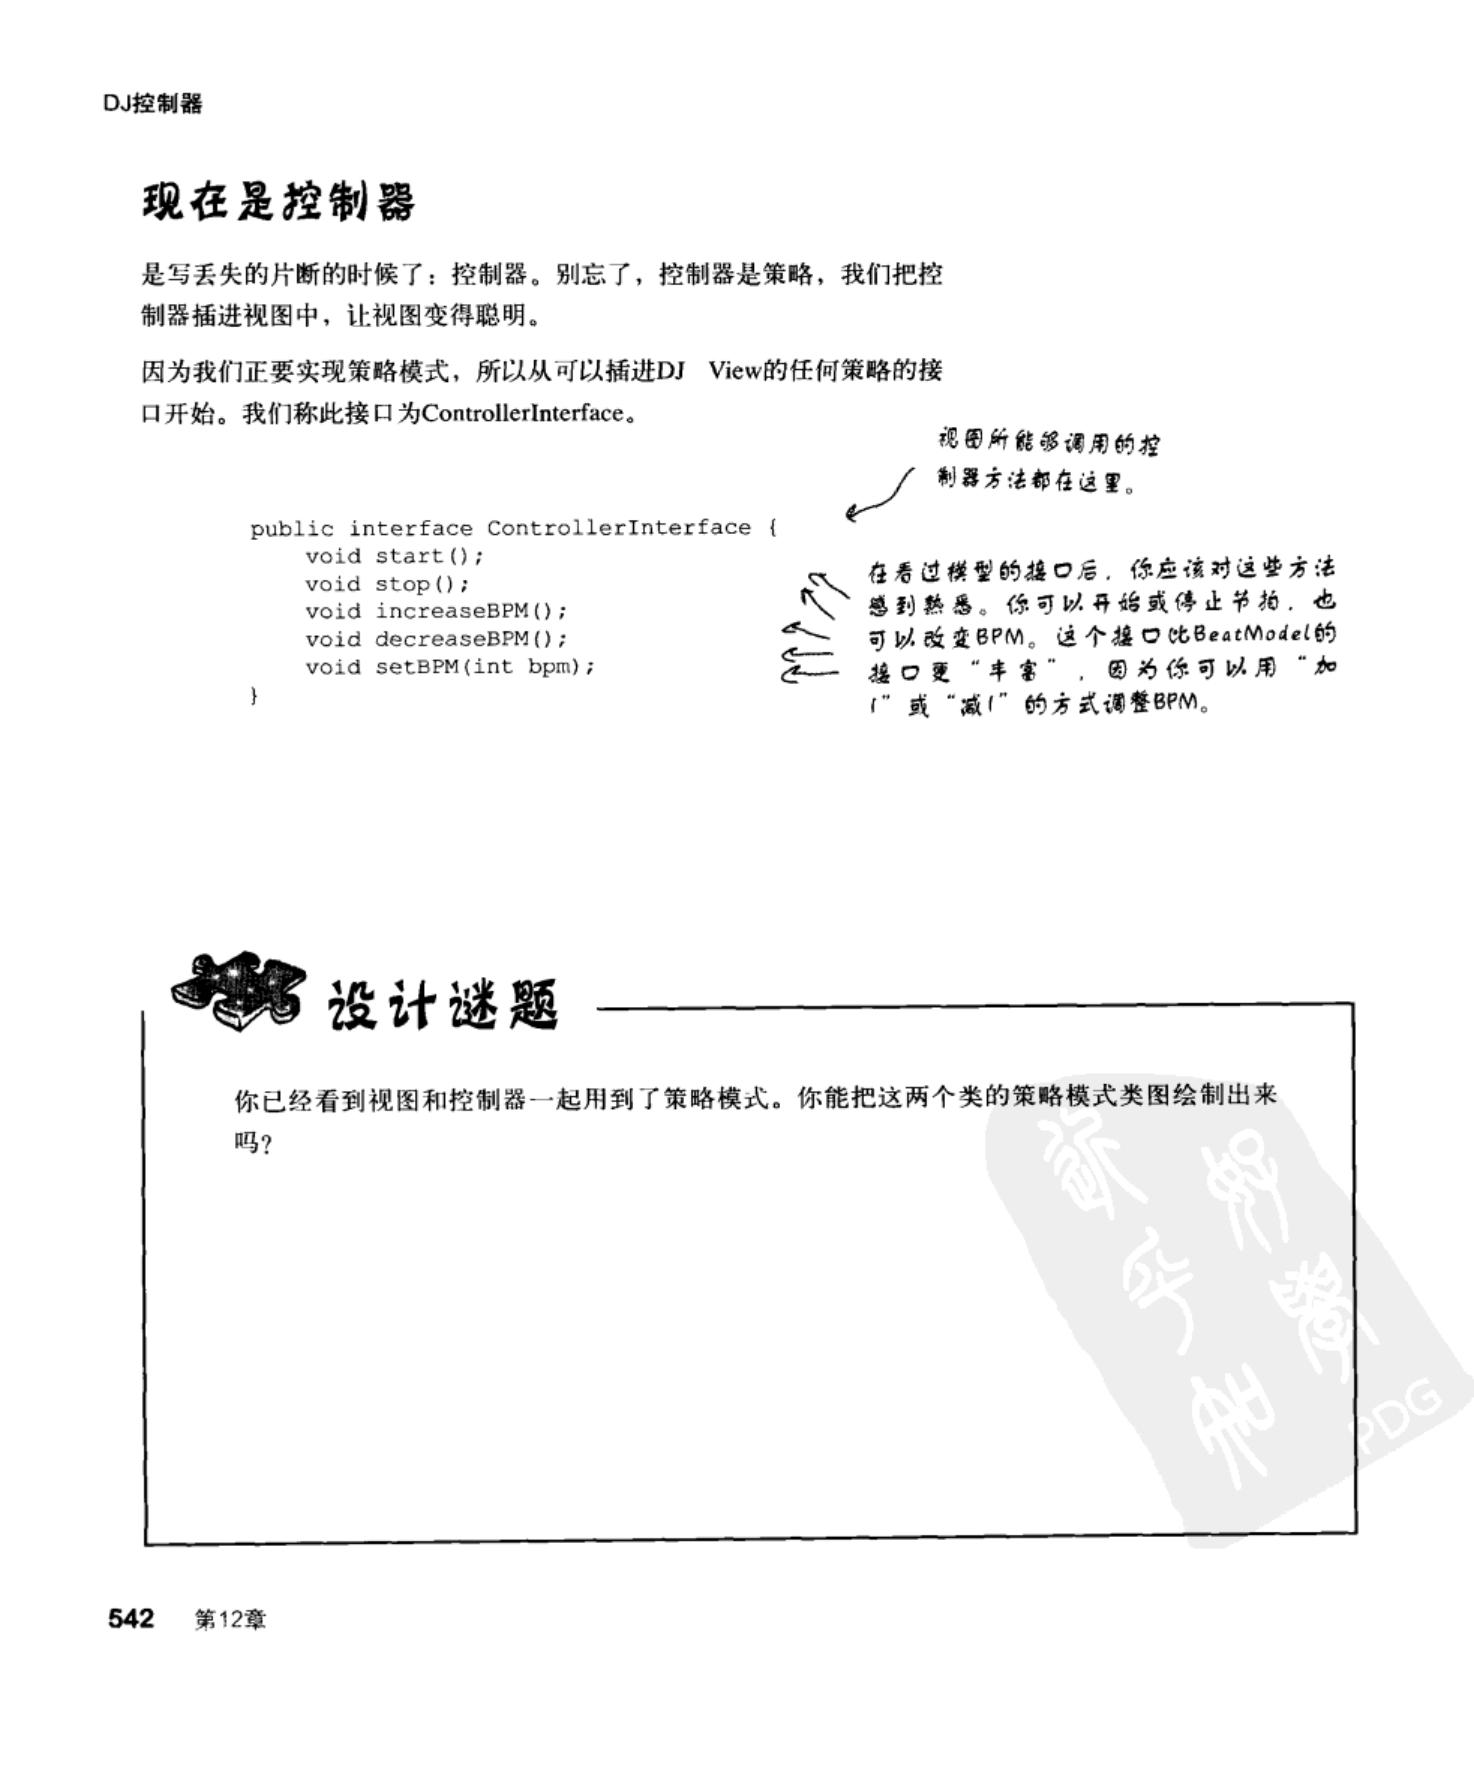 DJ控制器
现在是控制器
是写丢失的片断的时候了：控制器。别忘了，控制器是策略，我们把控
制器插进视图中，让视图变得聪明。
因为我们正要实现策略模式，所以从可以插进DJ View的任何策略的接
口开始。我们称此接口为ControllerInterface。
视图所能够调用的控
制器方法都在这里。
public interface ControllerInterface {
void start();
void stop();
void increaseBPM();
void decreaseBPM();
void setBPM(int bpm);
}
在看过模型的接口后，你应该对这些方法
感到熟悉。你可以开始或停止节拍，也
可以改变BPM。这个接口比BeatModel的
接口更“丰富”，因为你可以用“加
1”或“减1”的方式调整BPM。
设计谜题
你已经看到视图和控制器一起用到了策略模式。你能把这两个类的策略模式类图绘制出来
吗?
PDG
542 第12章